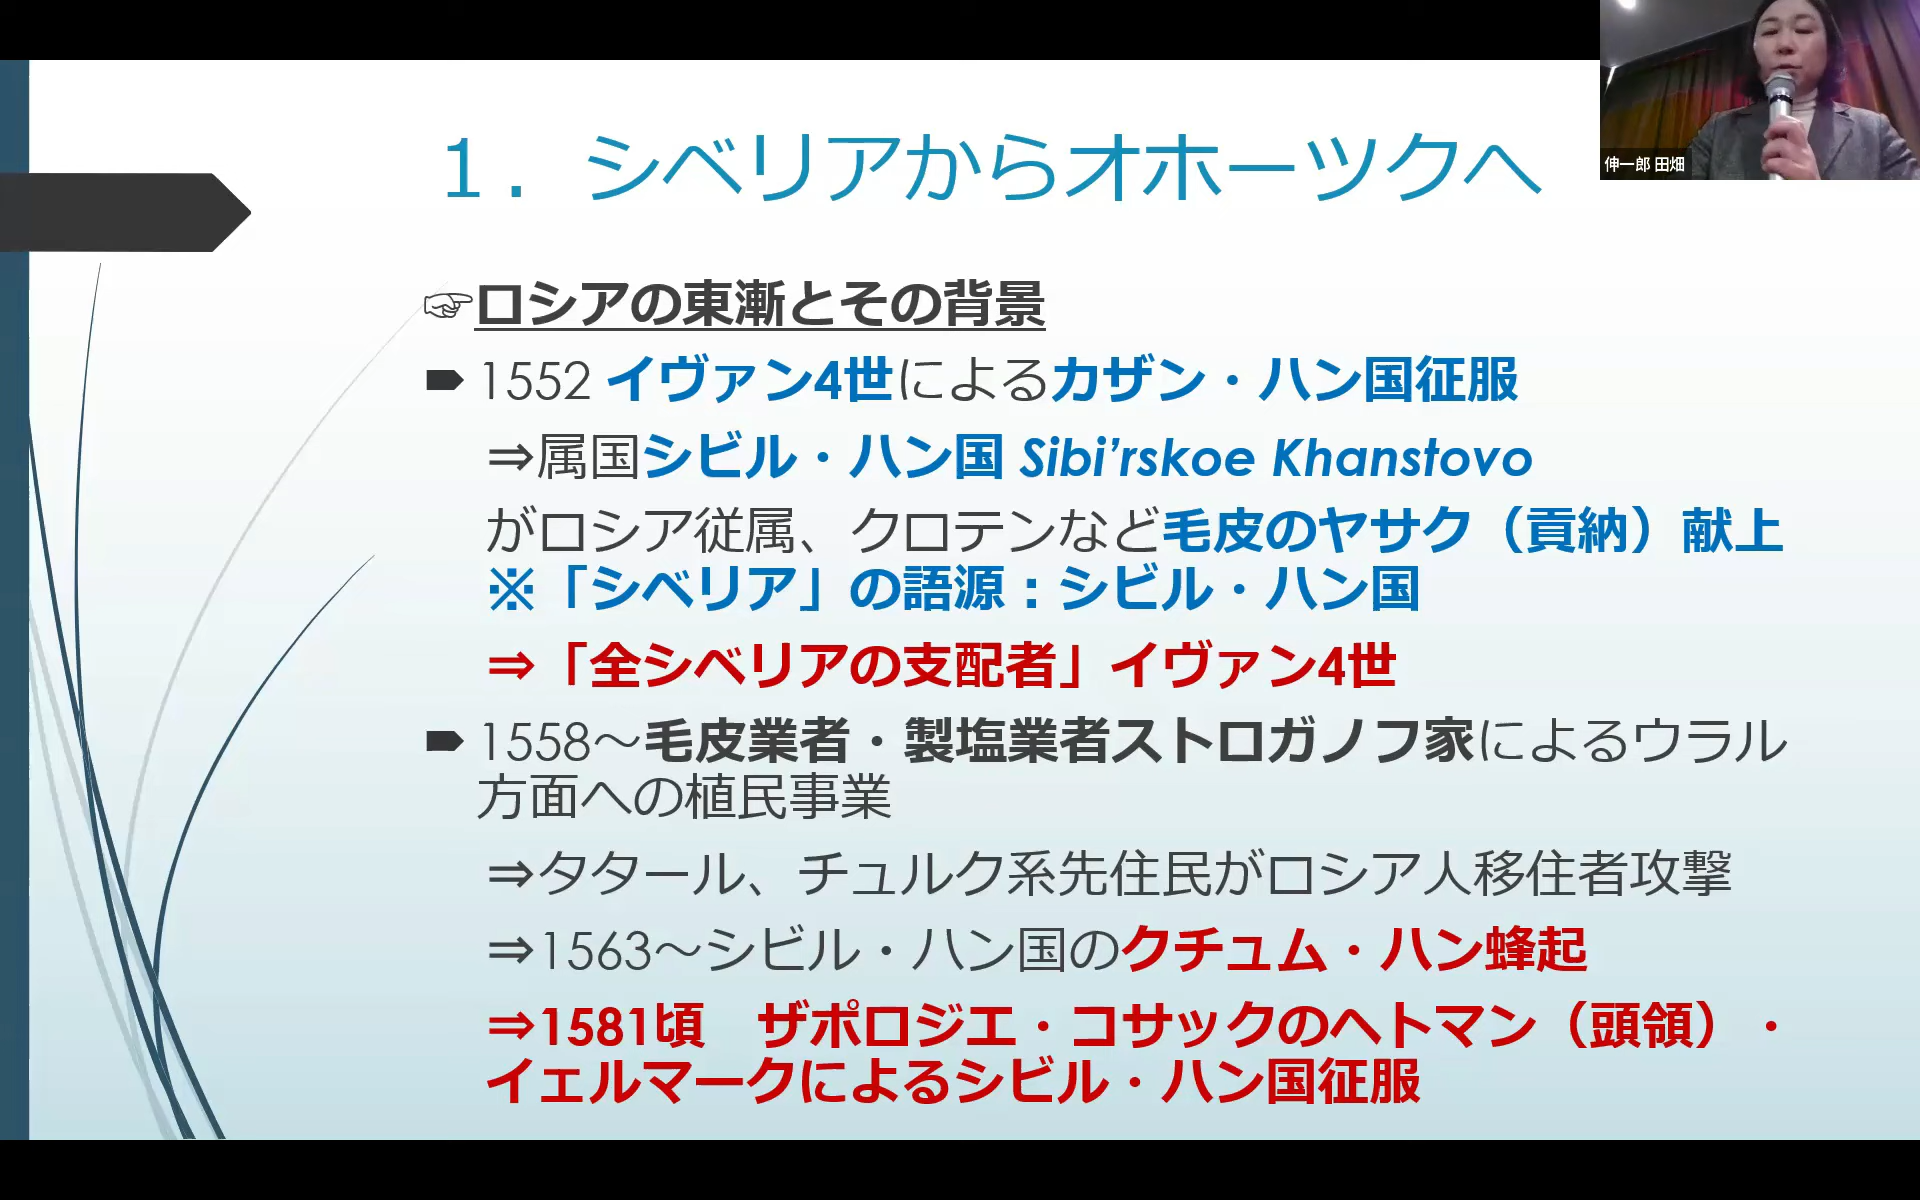 伸一郎 田畑
１．シベリアからオホーツクへ
☞ロシアの東漸とその背景
1552 イヴァン4世によるカザン・ハン国征服
⇒属国シビル・ハン国 Sibi’rskoe Khanstovo
がロシア従属、クロテンなど毛皮のヤサク（貢納）献上
※「シベリア」の語源：シビル・ハン国
⇒「全シベリアの支配者」イヴァン4世
1558～毛皮業者・製塩業者ストロガノフ家によるウラル
方面への植民事業
⇒タタール、チュルク系先住民がロシア人移住者攻撃
⇒1563～シビル・ハン国のクチュム・ハン蜂起
⇒1581頃　ザポロジエ・コサックのヘトマン（頭領）・
イェルマークによるシビル・ハン国征服